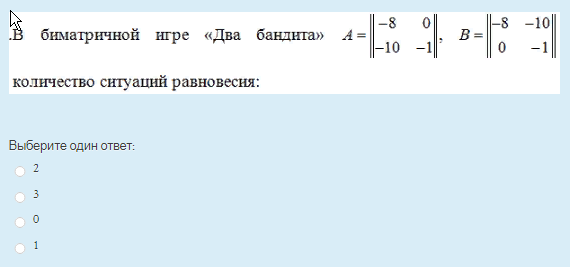 .В биматричной игре «Два бандита» A = ‖−8 0 −10 −1‖, B = ‖−8 −10 0 −1‖
количество ситуаций равновесия:
Выберите один ответ:
2
3
0
1